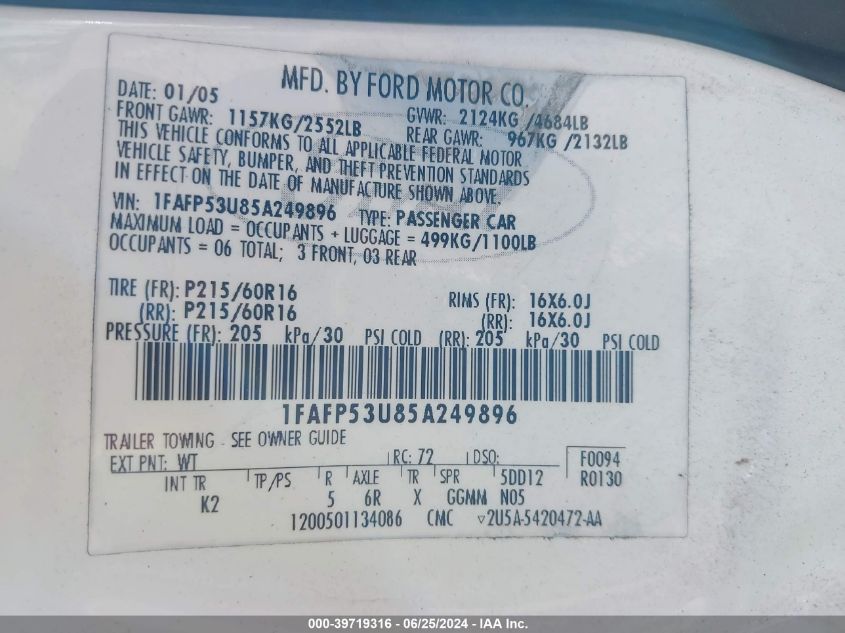 MFD. BY FORD MOTOR CO.
DATE: 01/05 GVWR: 2124KG/4684LB
FRONT GAWR: 1157KG/2552LB REAR GAWR: 967KG/2132LB
THIS VEHICLE CONFORMS TO ALL APPLICABLE FEDERAL MOTOR
VEHICLE SAFETY, BUMPER, AND THEFT PREVENTION STANDARDS
IN EFFECT ON THE DATE OF MANUFACTURE SHOWN ABOVE.
VIN: 1FAFP53U85A249896 TYPE: PASSENGER CAR
MAXIMUM LOAD = OCCUPANTS + LUGGAGE = 499KG/1100LB
OCCUPANTS = 06 TOTAL; 3 FRONT, 03 REAR
TIRE (FR): P215/60R16 RIMS (FR): 16X6.0J
(RR): P215/60R16 (RR): 16X6.0J
PRESSURE (FR): 205 kPa/30 PSI COLD (RR): 205 kPa/30 PSI COLD
1FAFP53U85A249896
TRAILER TOWING - SEE OWNER GUIDE
EXT PNT: WT RC: 72 DSO: F0094
INT TR TP/PS R AXLE TR SPR 5DD12 R0130
K2 5 6R X GGMM N05
1200501134086 CMC ▽2U5A-5420472-AA
000-39719316 - 06/25/2024 - IAA Inc.